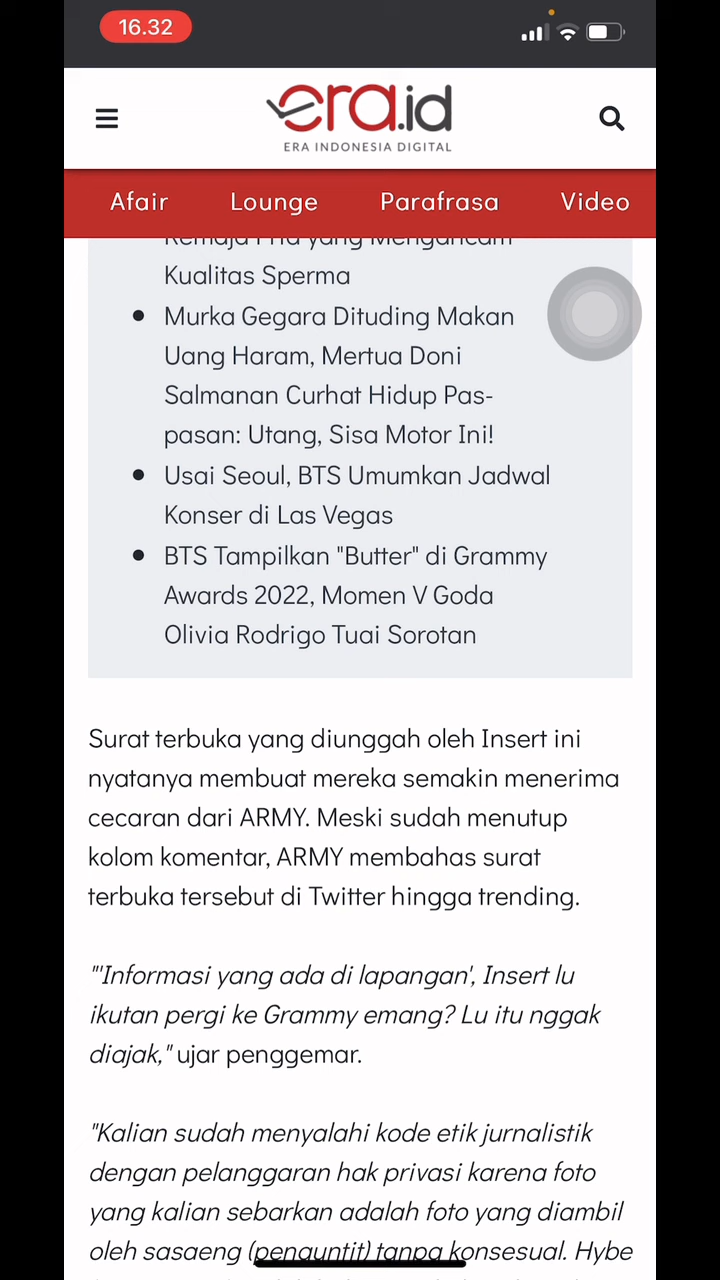 16.32
era.id
ERA INDONESIA DIGITAL
Afair Lounge Parafrasa Video
Remaja Pria yang Mengancam
Kualitas Sperma
Murka Gegara Dituding Makan
Uang Haram, Mertua Doni
Salmanan Curhat Hidup Pas-
pasan: Utang, Sisa Motor Ini!
Usai Seoul, BTS Umumkan Jadwal
Konser di Las Vegas
BTS Tampilkan "Butter" di Grammy
Awards 2022, Momen V Goda
Olivia Rodrigo Tuai Sorotan
Surat terbuka yang diunggah oleh Insert ini
nyatanya membuat mereka semakin menerima
cecaran dari ARMY. Meski sudah menutup
kolom komentar, ARMY membahas surat
terbuka tersebut di Twitter hingga trending.
"'Informasi yang ada di lapangan', Insert lu
ikutan pergi ke Grammy emang? Lu itu nggak
diajak," ujar penggemar.
"Kalian sudah menyalahi kode etik jurnalistik
dengan pelanggaran hak privasi karena foto
yang kalian sebarkan adalah foto yang diambil
oleh sasaeng (penguntit) tanpa konsesual. Hybe